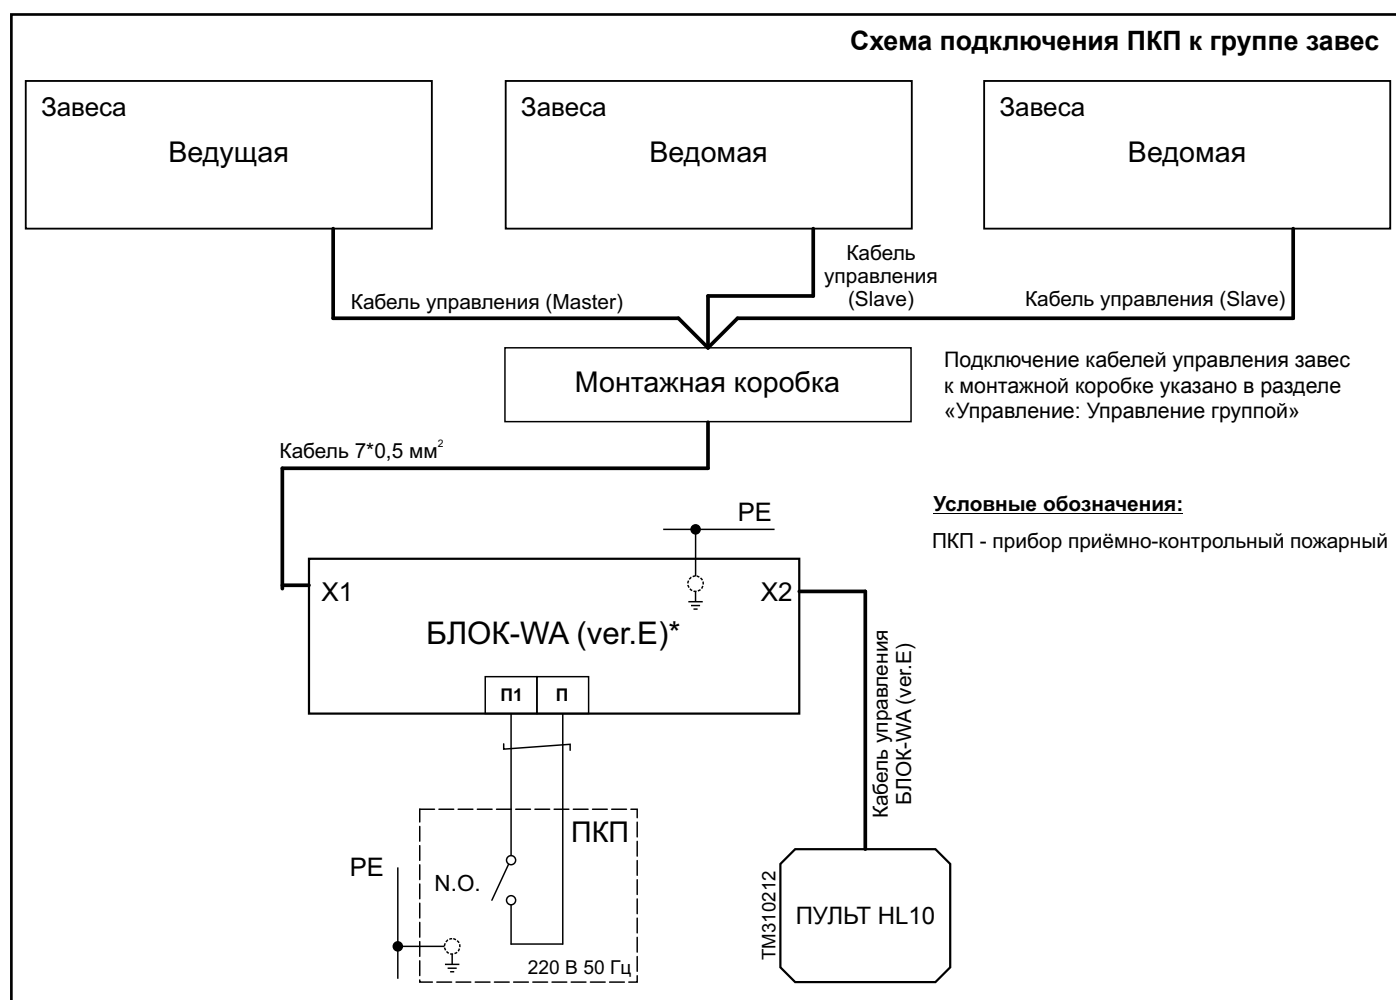 Схема подключения ПКП к группе завес
Завеса
Ведущая
Завеса
Ведомая
Завеса
Ведомая
Кабель управления (Master)
Кабель
управления
(Slave)
Кабель управления (Slave)
Монтажная коробка
Подключение кабелей управления завес
к монтажной коробке указано в разделе
«Управление: Управление группой»
Кабель 7*0,5 мм²
Условные обозначения:
ПКП - прибор приёмно-контрольный пожарный
PE
X1
X2
БЛОК-WA (ver.E)*
П1
П
Кабель управления
БЛОК-WA (ver.E)
ПКП
PE
N.O.
220 В 50 Гц
TM310212
ПУЛЬТ HL10